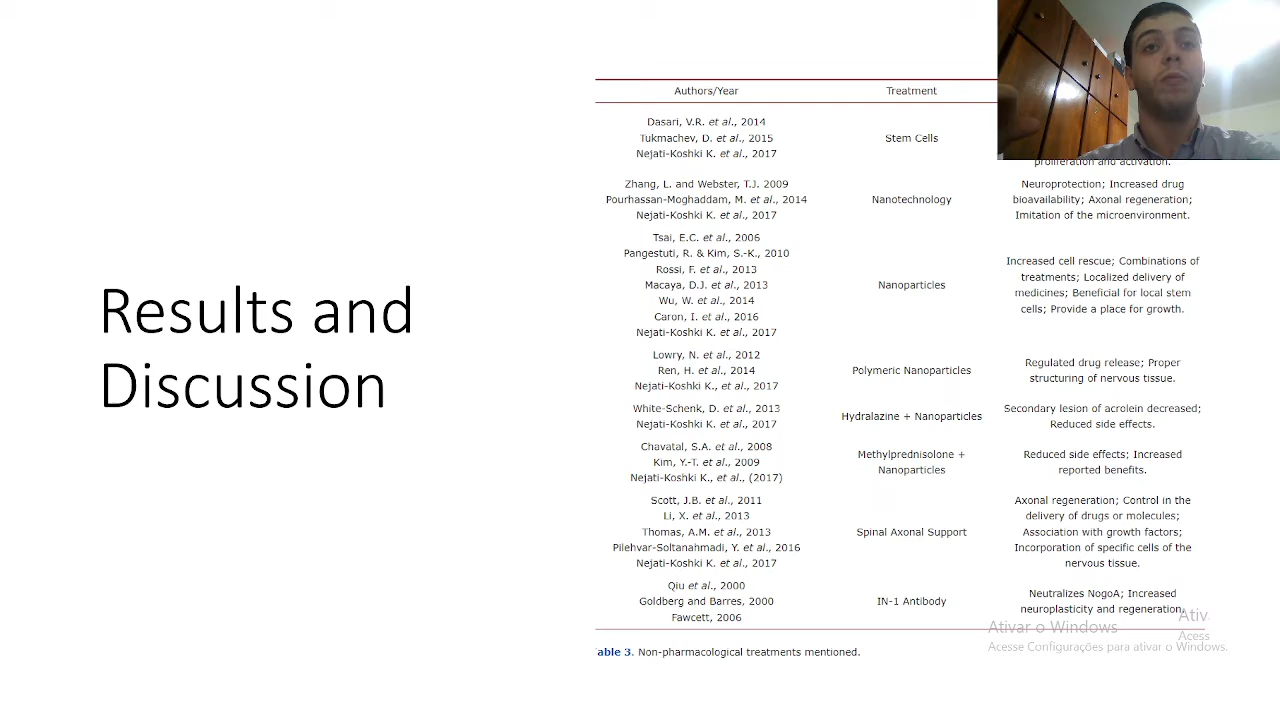 Results and
Discussion
Authors/Year Treatment
Dasari, V.R. et al., 2014
Tukmachev, D. et al., 2015
Nejati-Koshki K. et al., 2017
Stem Cells
proliferation and activation.
Zhang, L. and Webster, T.J. 2009
Pourhassan-Moghaddam, M. et al., 2014
Nejati-Koshki K. et al., 2017
Nanotechnology
Neuroprotection; Increased drug
bioavailability; Axonal regeneration;
Imitation of the microenvironment.
Tsai, E.C. et al., 2006
Pangestuti, R. & Kim, S.-K., 2010
Rossi, F. et al., 2013
Macaya, D.J. et al., 2013
Wu, W. et al., 2014
Caron, I. et al., 2016
Nejati-Koshki K. et al., 2017
Nanoparticles
Increased cell rescue; Combinations of
treatments; Localized delivery of
medicines; Beneficial for local stem
cells; Provide a place for growth.
Lowry, N. et al., 2012
Ren, H. et al., 2014
Nejati-Koshki K., et al., 2017
Polymeric Nanoparticles
Regulated drug release; Proper
structuring of nervous tissue.
White-Schenk, D. et al., 2013
Nejati-Koshki K. et al., 2017
Hydralazine + Nanoparticles
Secondary lesion of acrolein decreased;
Reduced side effects.
Chavatal, S.A. et al., 2008
Kim, Y.-T. et al., 2009
Nejati-Koshki K., et al., (2017)
Methylprednisolone +
Nanoparticles
Reduced side effects; Increased
reported benefits.
Scott, J.B. et al., 2011
Li, X. et al., 2013
Thomas, A.M. et al., 2013
Pilehvar-Soltanahmadi, Y. et al., 2016
Nejati-Koshki K. et al., 2017
Spinal Axonal Support
Axonal regeneration; Control in the
delivery of drugs or molecules;
Association with growth factors;
Incorporation of specific cells of the
nervous tissue.
Qiu et al., 2000
Goldberg and Barres, 2000
Fawcett, 2006
IN-1 Antibody
Neutralizes NogoA; Increased
neuroplasticity and regeneration.
Ativ
Acess
Ativar o Windows
Acesse Configurações para ativar o Windows.
able 3. Non-pharmacological treatments mentioned.